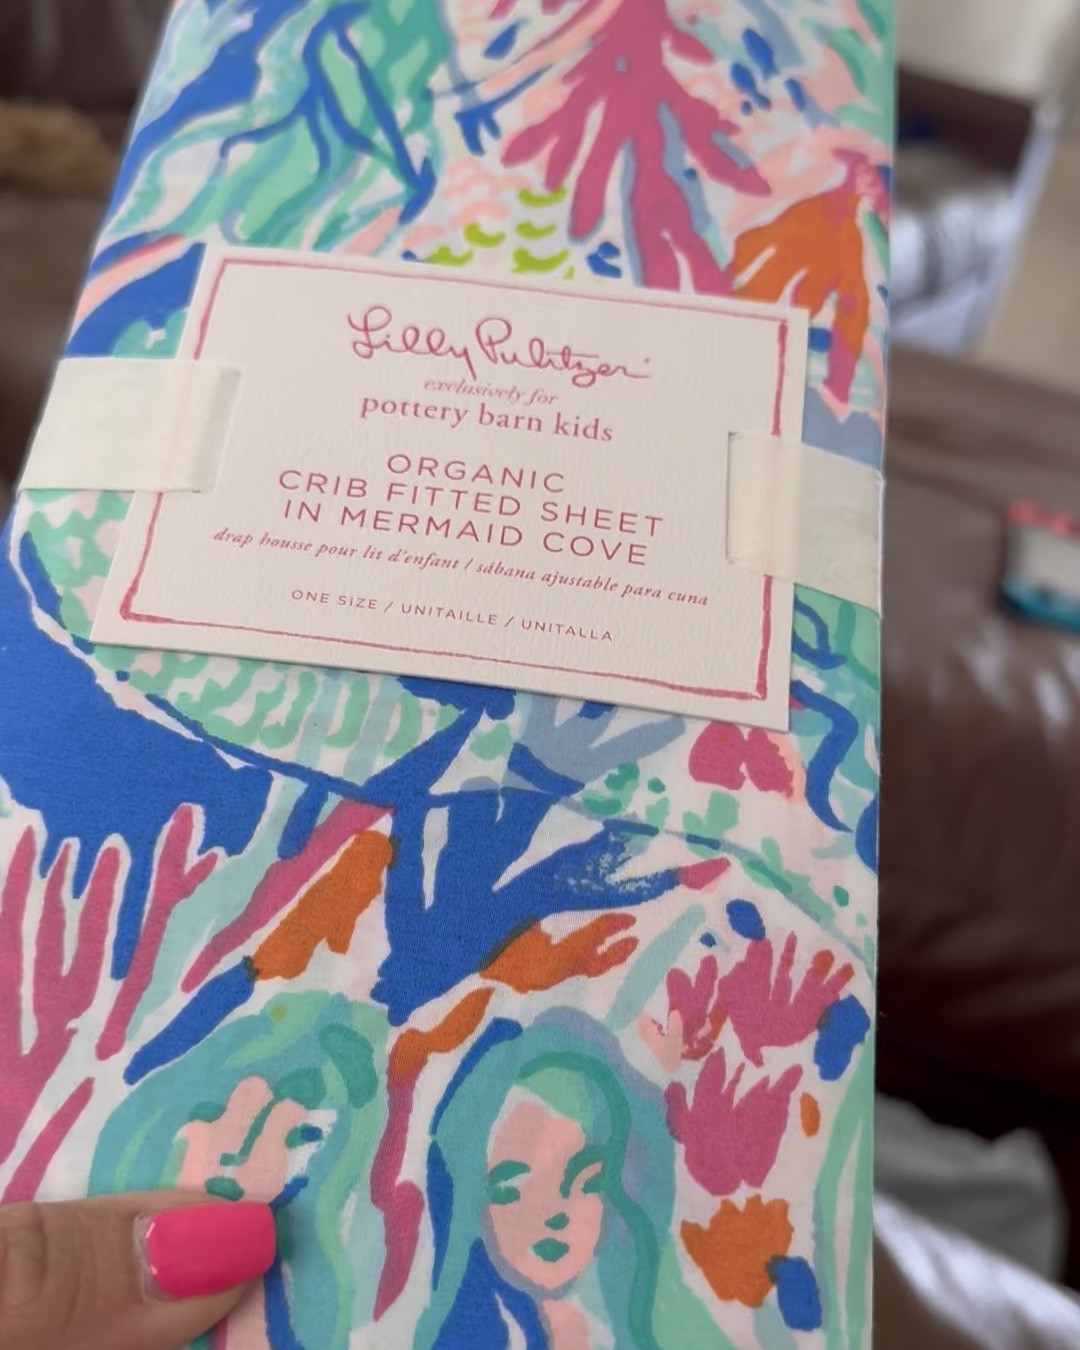 Lilly Pulitzer
exclusively for
pottery barn kids
ORGANIC
CRIB FITTED SHEET
IN MERMAID COVE
drap housse pour lit d'enfant / sábana ajustable para cuna
ONE SIZE / UNITAILLE / UNITALLA